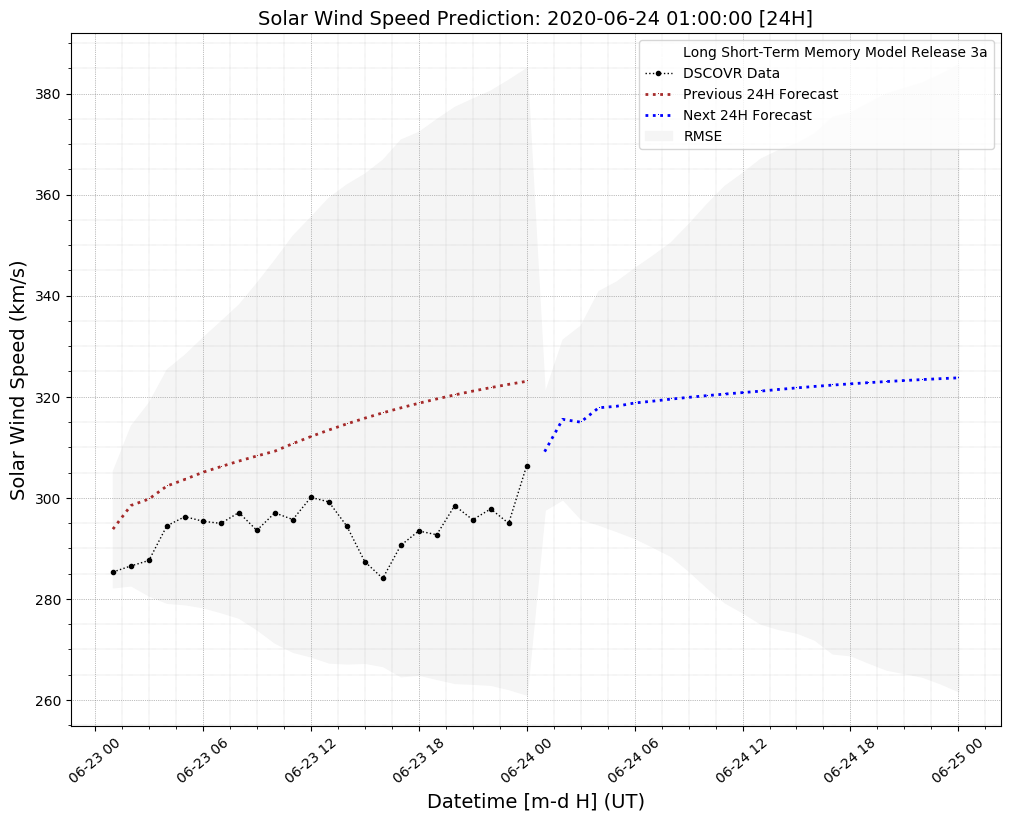 Solar Wind Speed Prediction: 2020-06-24 01:00:00 [24H]
Long Short-Term Memory Model Release 3a
DSCOVR Data
Previous 24H Forecast
Next 24H Forecast
RMSE
Solar Wind Speed (km/s)
380
360
340
320
300
280
260
06-23 00
06-23 06
06-23 12
06-23 18
06-24 00
06-24 06
06-24 12
06-24 18
06-25 00
Datetime [m-d H] (UT)